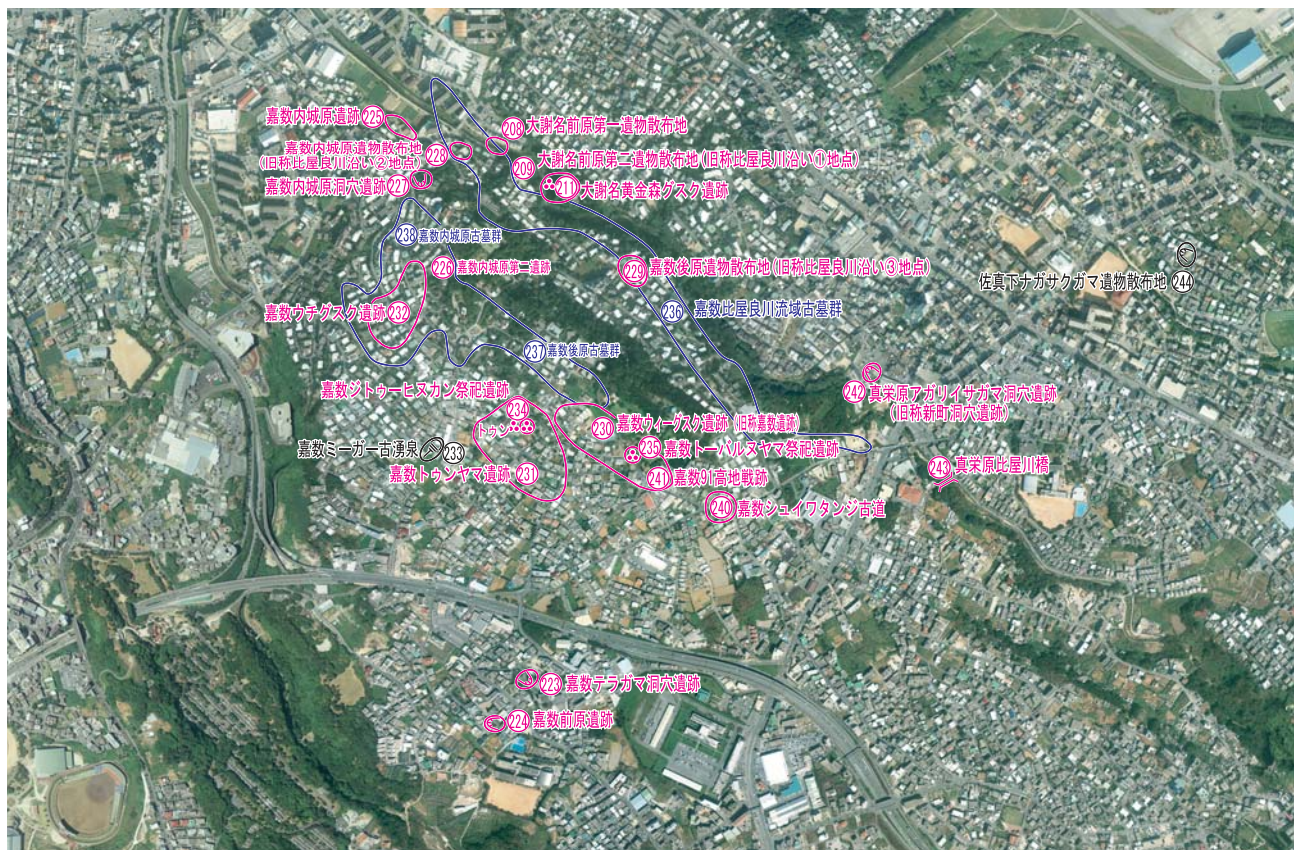 嘉数内城原遺跡 225
208 大謝名前原第一遺物散布地
嘉数内城原遺物散布地
(旧称比屋良川沿い②地点) 228
209 大謝名前原第二遺物散布地(旧称比屋良川沿い①地点)
嘉数内城原洞穴遺跡 227
211 大謝名黄金森グスク遺跡
238 嘉数内城原古墓群
226 嘉数内城原第二遺跡
229 嘉数後原遺物散布地(旧称比屋良川沿い③地点)
佐真下ナガサクガマ遺物散布地 244
嘉数ウチグスク遺跡 232
236 嘉数比屋良川流域古墓群
237 嘉数後原古墓群
嘉数ジトゥーヒヌカン祭祀遺跡
234
トゥン
242 真栄原アガリイサガマ洞穴遺跡
(旧称新町洞穴遺跡)
230 嘉数ウィーグスク遺跡(旧称嘉数遺跡)
嘉数ミーガー古湧泉 233
235 嘉数トーバルヌヤマ祭祀遺跡
嘉数トゥンヤマ遺跡 231
241 嘉数91高地戦跡
243 真栄原比屋川橋
240 嘉数シュイワタンジ古道
223 嘉数テラガマ洞穴遺跡
224 嘉数前原遺跡